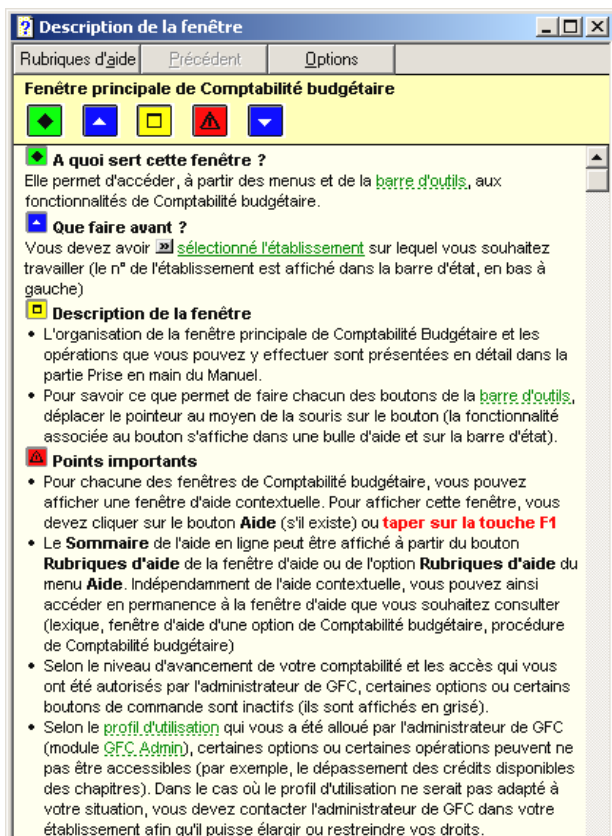 Description de la fenêtre
Rubriques d'aide Précédent Options
Fenêtre principale de Comptabilité budgétaire
A quoi sert cette fenêtre ?
Elle permet d'accéder, à partir des menus et de la barre d'outils, aux
fonctionnalités de Comptabilité budgétaire.
Que faire avant ?
Vous devez avoir sélectionné l'établissement sur lequel vous souhaitez
travailler (le n° de l'établissement est affiché dans la barre d'état, en bas à
gauche)
Description de la fenêtre
• L'organisation de la fenêtre principale de Comptabilité Budgétaire et les
opérations que vous pouvez y effectuer sont présentées en détail dans la
partie Prise en main du Manuel.
• Pour savoir ce que permet de faire chacun des boutons de la barre d'outils,
déplacer le pointeur au moyen de la souris sur le bouton (la fonctionnalité
associée au bouton s'affiche dans une bulle d'aide et sur la barre d'état).
Points importants
• Pour chacune des fenêtres de Comptabilité budgétaire, vous pouvez
afficher une fenêtre d'aide contextuelle. Pour afficher cette fenêtre, vous
devez cliquer sur le bouton Aide (s'il existe) ou taper sur la touche F1
• Le Sommaire de l'aide en ligne peut être affiché à partir du bouton
Rubriques d'aide de la fenêtre d'aide ou de l'option Rubriques d'aide du
menu Aide. Indépendamment de l'aide contextuelle, vous pouvez ainsi
accéder en permanence à la fenêtre d'aide que vous souhaitez consulter
(lexique, fenêtre d'aide d'une option de Comptabilité budgétaire, procédure
de Comptabilité budgétaire)
• Selon le niveau d'avancement de votre comptabilité et les accès qui vous
ont été autorisés par l'administrateur de GFC, certaines options ou certains
boutons de commande sont inactifs (ils sont affichés en grisé).
• Selon le profil d'utilisation qui vous a été alloué par l'administrateur de GFC
(module GFC Admin), certaines options ou certaines opérations peuvent ne
pas être accessibles (par exemple, le dépassement des crédits disponibles
des chapitres). Dans le cas où le profil d'utilisation ne serait pas adapté à
votre situation, vous devez contacter l'administrateur de GFC dans votre
établissement afin qu'il puisse élargir ou restreindre vos droits.